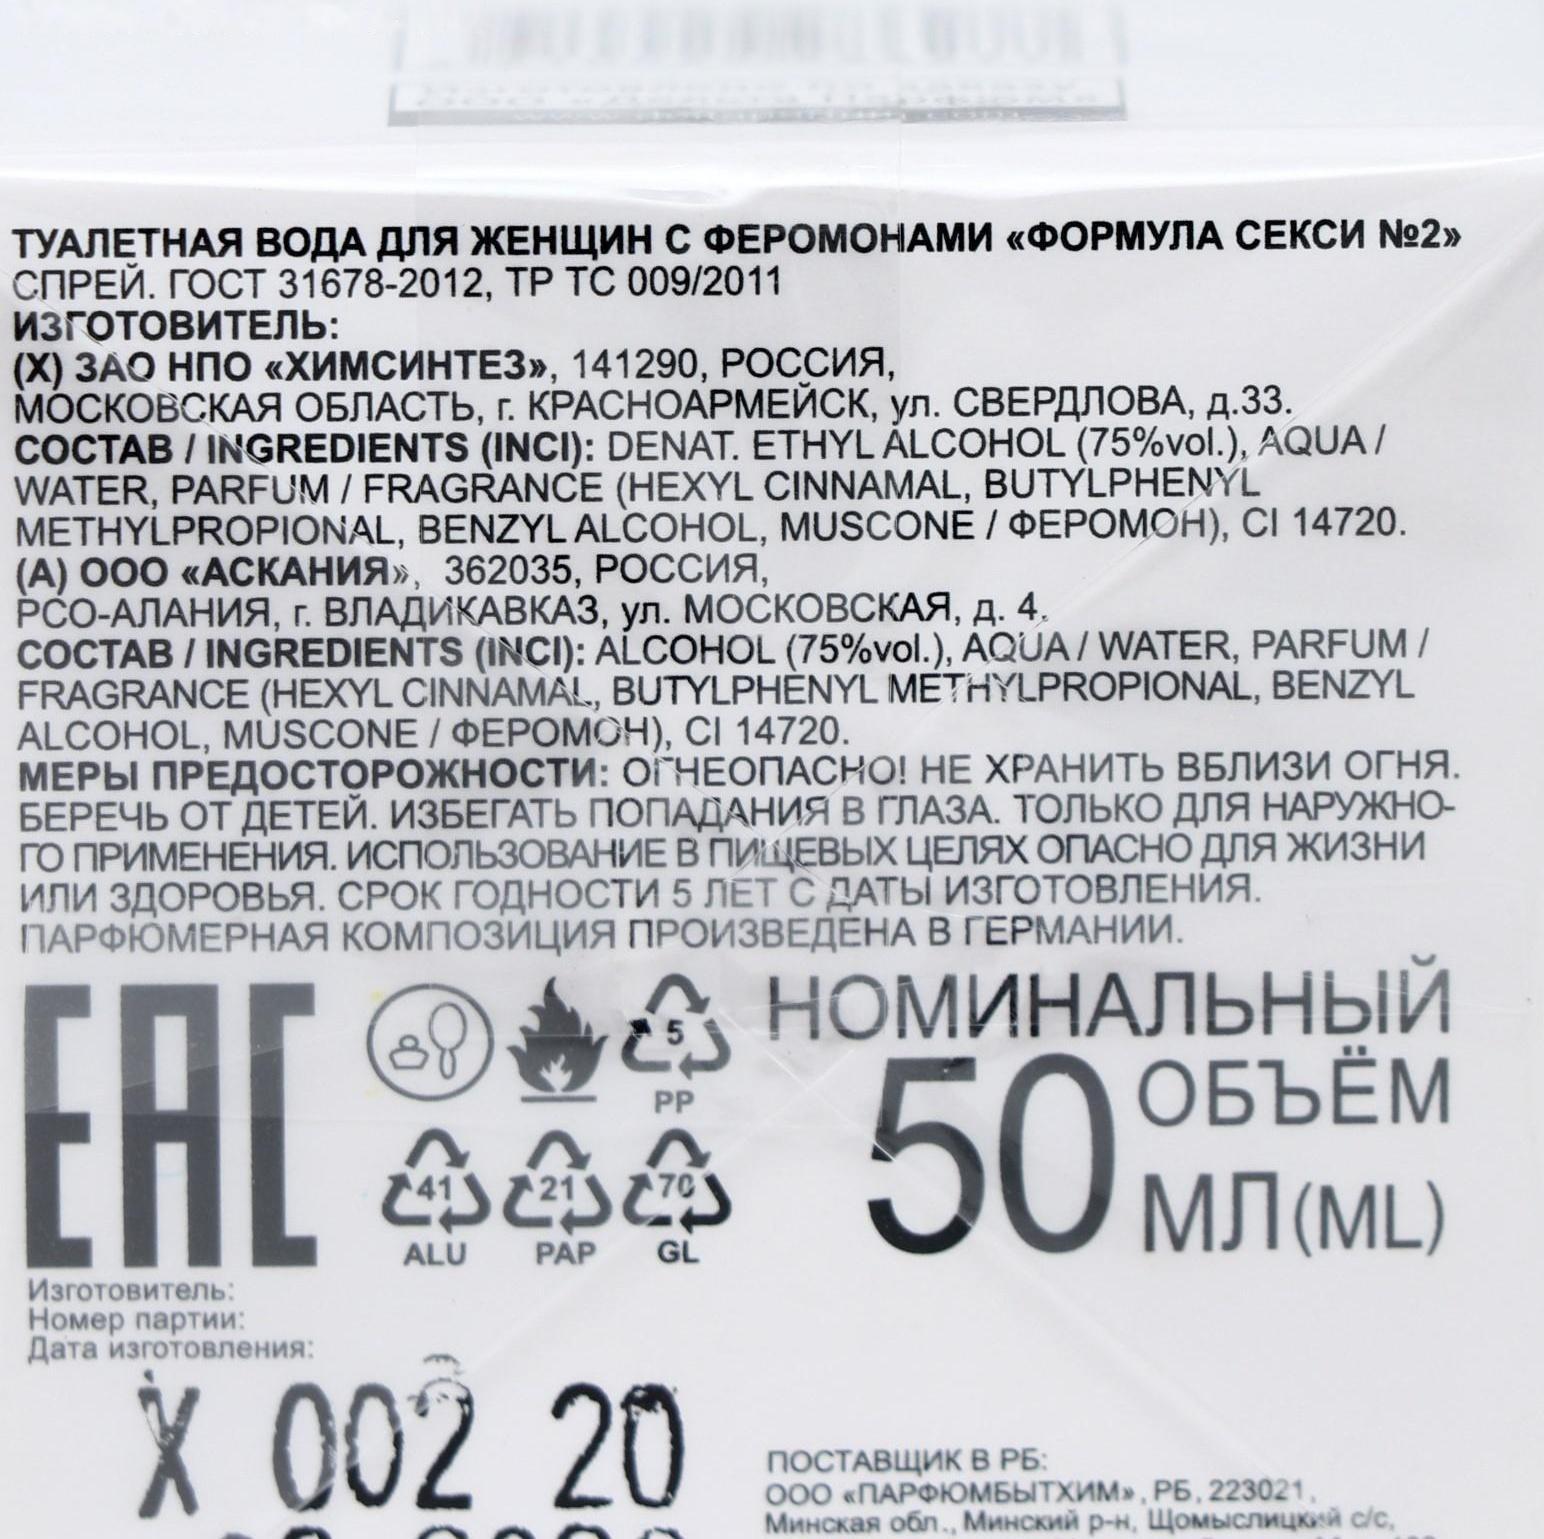 ТУАЛЕТНАЯ ВОДА ДЛЯ ЖЕНЩИН С ФЕРОМОНАМИ «ФОРМУЛА СЕКСИ №2»
СПРЕЙ. ГОСТ 31678-2012, ТР ТС 009/2011
ИЗГОТОВИТЕЛЬ:
(X) ЗАО НПО «ХИМСИНТЕЗ», 141290, РОССИЯ,
МОСКОВСКАЯ ОБЛАСТЬ, г. КРАСНОАРМЕЙСК, ул. СВЕРДЛОВА, д.33.
СОСТАВ / INGREDIENTS (INCI): DENAT. ETHYL ALCOHOL (75%vol.), AQUA /
WATER, PARFUM / FRAGRANCE (HEXYL CINNAMAL, BUTYLPHENYL
METHYLPROPIONAL, BENZYL ALCOHOL, MUSCONE / ФЕРОМОН), CI 14720.
(А) ООО «АСКАНИЯ», 362035, РОССИЯ,
РСО-АЛАНИЯ, г. ВЛАДИКАВКАЗ, ул. МОСКОВСКАЯ, д. 4.
СОСТАВ / INGREDIENTS (INCI): ALCOHOL (75%vol.), AQUA / WATER, PARFUM /
FRAGRANCE (HEXYL CINNAMAL, BUTYLPHENYL METHYLPROPIONAL, BENZYL
ALCOHOL, MUSCONE / ФЕРОМОН), CI 14720.
МЕРЫ ПРЕДОСТОРОЖНОСТИ: ОГНЕОПАСНО! НЕ ХРАНИТЬ ВБЛИЗИ ОГНЯ.
БЕРЕЧЬ ОТ ДЕТЕЙ. ИЗБЕГАТЬ ПОПАДАНИЯ В ГЛАЗА. ТОЛЬКО ДЛЯ НАРУЖНО-
ГО ПРИМЕНЕНИЯ. ИСПОЛЬЗОВАНИЕ В ПИЩЕВЫХ ЦЕЛЯХ ОПАСНО ДЛЯ ЖИЗНИ
ИЛИ ЗДОРОВЬЯ. СРОК ГОДНОСТИ 5 ЛЕТ С ДАТЫ ИЗГОТОВЛЕНИЯ.
ПАРФЮМЕРНАЯ КОМПОЗИЦИЯ ПРОИЗВЕДЕНА В ГЕРМАНИИ.
EAC
5
PP
41
ALU
21
PAP
70
GL
НОМИНАЛЬНЫЙ
50 ОБЪЁМ
МЛ(ML)
Изготовитель:
Номер партии:
Дата изготовления:
X 002 20
ПОСТАВЩИК В РБ:
ООО «ПАРФЮМБЫТХИМ», РБ, 223021,
Минская обл., Минский р-н, Щомыслицкий с/с,